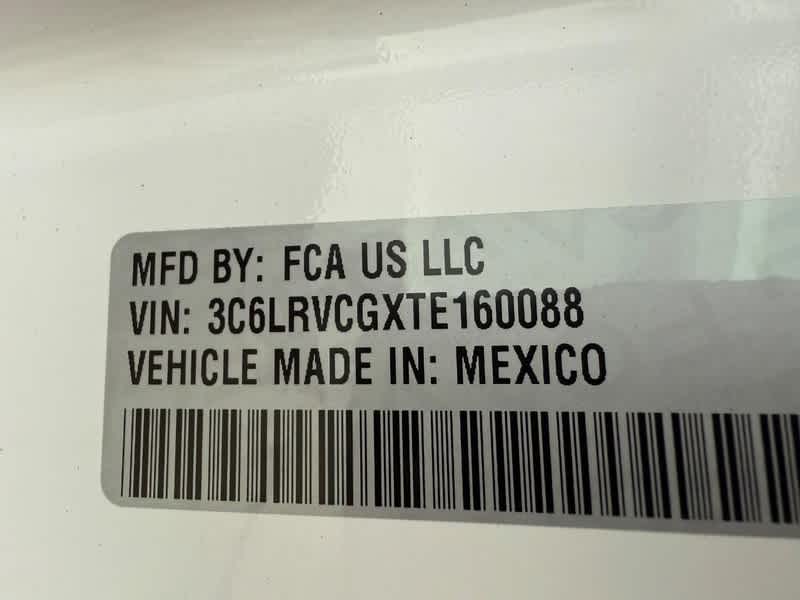 MFD BY: FCA US LLC
VIN: 3C6LRVCGXTE160088
VEHICLE MADE IN: MEXICO